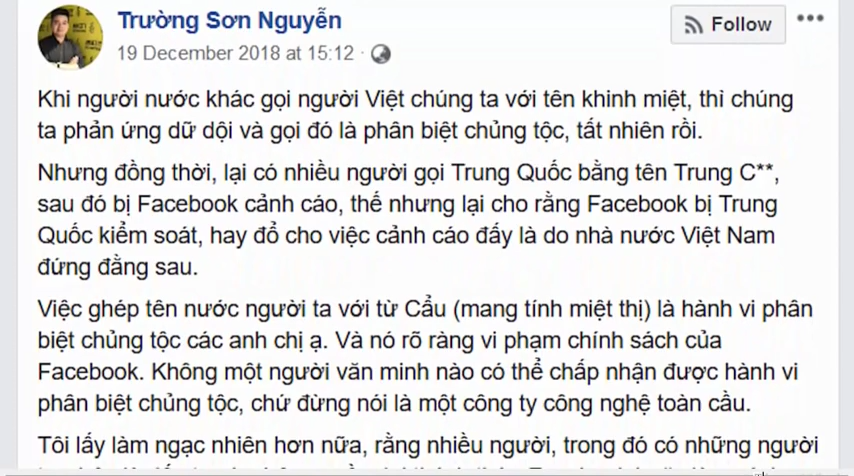 Trường Sơn Nguyễn
Follow
19 December 2018 at 15:12
Khi người nước khác gọi người Việt chúng ta với tên khinh miệt, thì chúng
ta phản ứng dữ dội và gọi đó là phân biệt chủng tộc, tất nhiên rồi.
Nhưng đồng thời, lại có nhiều người gọi Trung Quốc bằng tên Trung C**,
sau đó bị Facebook cảnh cáo, thế nhưng lại cho rằng Facebook bị Trung
Quốc kiểm soát, hay đổ cho việc cảnh cáo đấy là do nhà nước Việt Nam
đứng đằng sau.
Việc ghép tên nước người ta với từ Cẩu (mang tính miệt thị) là hành vi phân
biệt chủng tộc các anh chị ạ. Và nó rõ ràng vi phạm chính sách của
Facebook. Không một người văn minh nào có thể chấp nhận được hành vi
phân biệt chủng tộc, chứ đừng nói là một công ty công nghệ toàn cầu.
Tôi lấy làm ngạc nhiên hơn nữa, rằng nhiều người, trong đó có những người